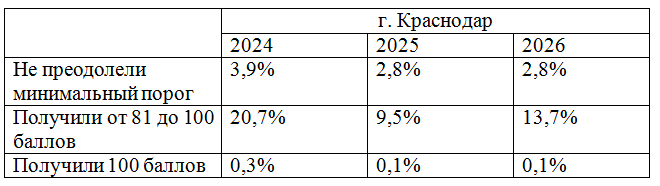 г. Краснодар
2024 2025 2026
Не преодолели 3,9% 2,8% 2,8%
минимальный порог
Получили от 81 до 100 20,7% 9,5% 13,7%
баллов
Получили 100 баллов 0,3% 0,1% 0,1%